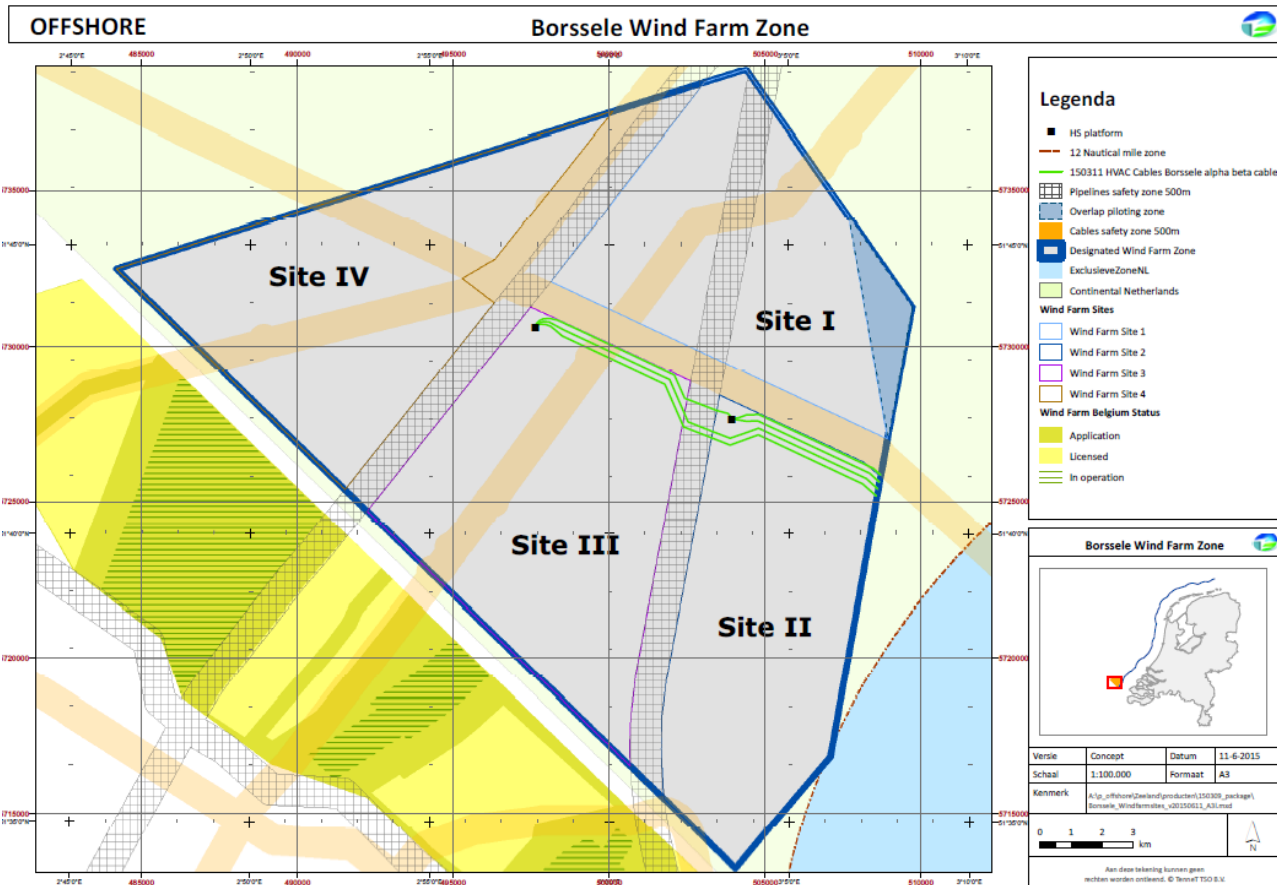 OFFSHORE
Borssele Wind Farm Zone
2°45'0"E
485000
2°50'0"E
490000
2°55'0"E
495000
500000
505000
3°5'0"E
510000
3°10'0"E
5735000
51°45'0"N
5730000
5725000
51°40'0"N
5720000
5715000
Site IV
Site I
Site III
Site II
Legenda
HS platform
12 Nautical mile zone
150311 HVAC Cables Borssele alpha beta cable
Pipelines safety zone 500m
Overlap piloting zone
Cables safety zone 500m
Designated Wind Farm Zone
ExclusieveZoneNL
Continental Netherlands
Wind Farm Sites
Wind Farm Site 1
Wind Farm Site 2
Wind Farm Site 3
Wind Farm Site 4
Wind Farm Belgium Status
Application
Licensed
In operation
Borssele Wind Farm Zone
Versie Concept Datum 11-6-2015
Schaal 1:100.000 Formaat A3
Kenmerk
0 1 2 3 km
N
Aan deze tekening kunnen geen
rechten worden ontleend. © TenneT TSO B.V.